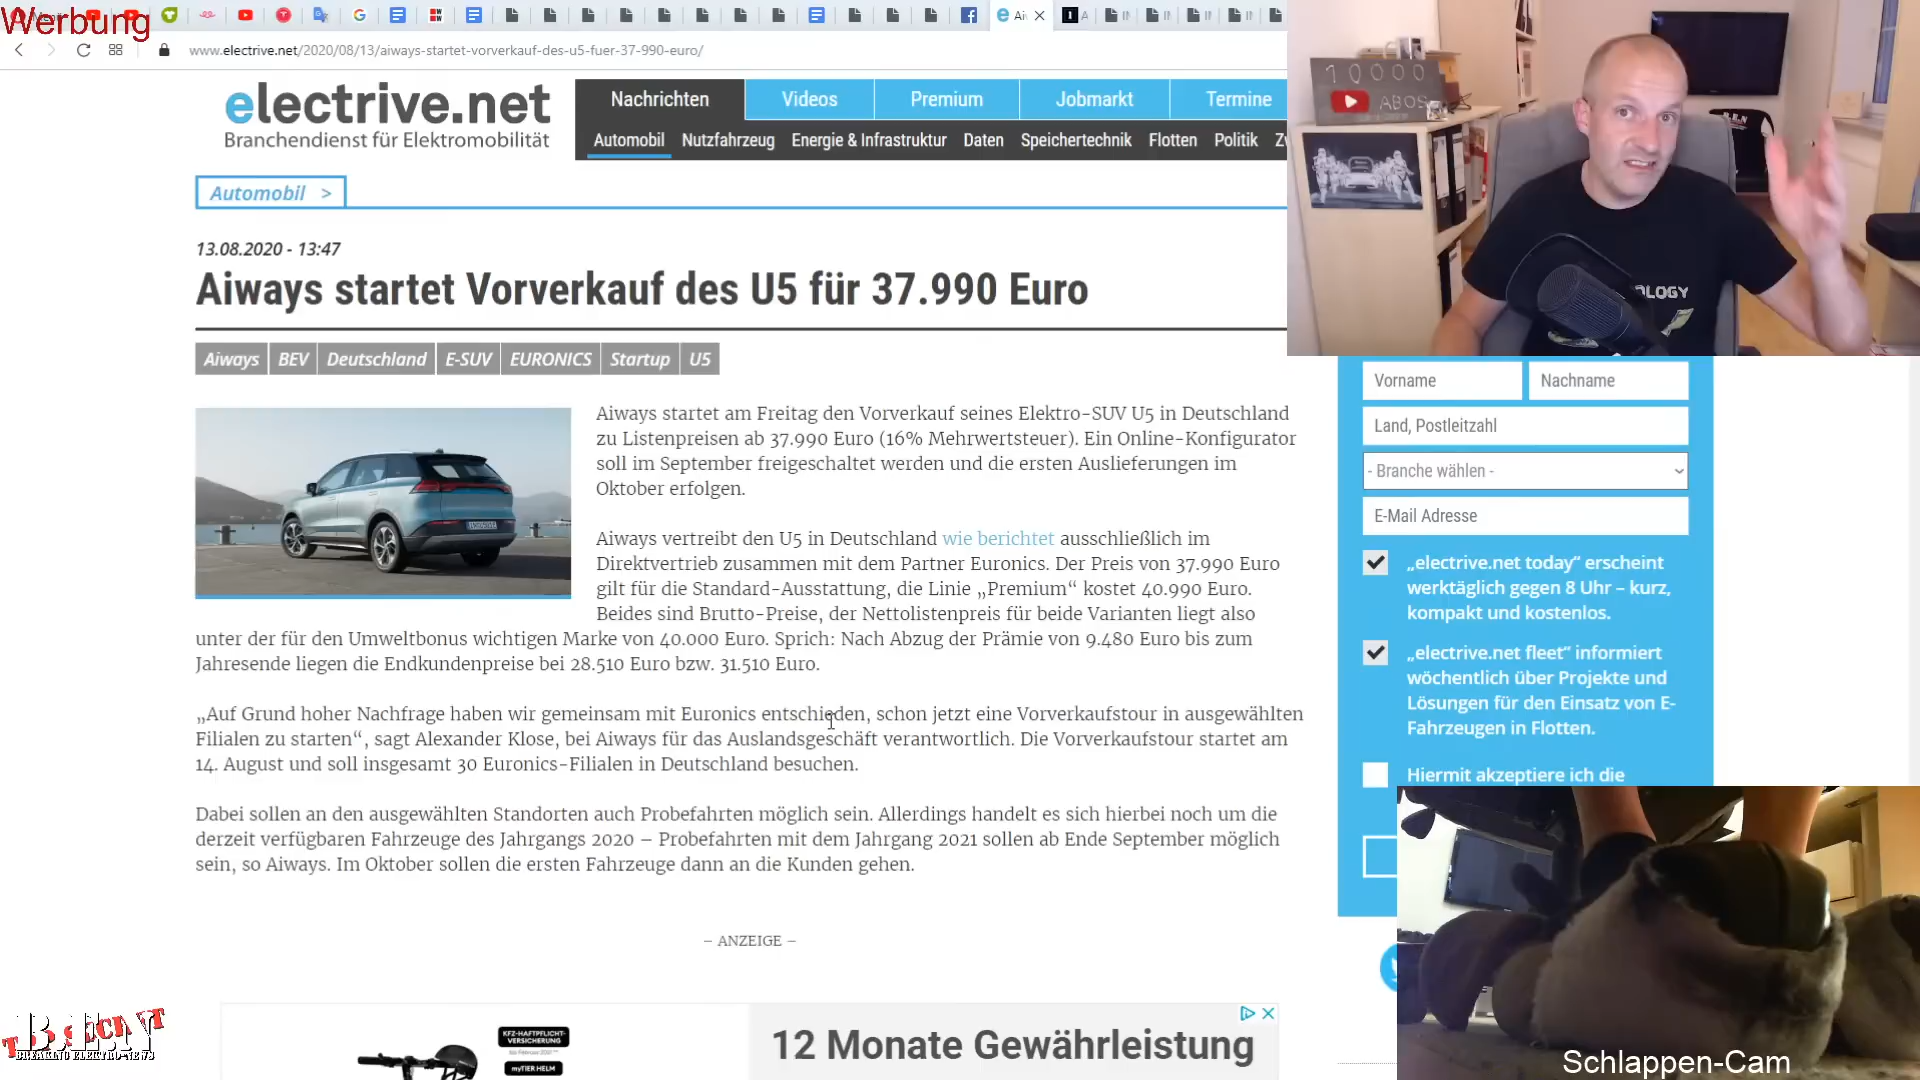 Werbung
www.electrive.net/2020/08/13/aiways-startet-vorverkauf-des-u5-fuer-37-990-euro/
electrive.net
Branchendienst für Elektromobilität
Nachrichten Videos Premium Jobmarkt Termine
Automobil Nutzfahrzeug Energie & Infrastruktur Daten Speichertechnik Flotten Politik
10000
ABOS
OLOGY
Automobil >
13.08.2020 - 13:47
Aiways startet Vorverkauf des U5 für 37.990 Euro
Aiways BEV Deutschland E-SUV EURONICS Startup U5
Aiways startet am Freitag den Vorverkauf seines Elektro-SUV U5 in Deutschland
zu Listenpreisen ab 37.990 Euro (16% Mehrwertsteuer). Ein Online-Konfigurator
soll im September freigeschaltet werden und die ersten Auslieferungen im
Oktober erfolgen.
Aiways vertreibt den U5 in Deutschland wie berichtet ausschließlich im
Direktvertrieb zusammen mit dem Partner Euronics. Der Preis von 37.990 Euro
gilt für die Standard-Ausstattung, die Linie „Premium“ kostet 40.990 Euro.
Beides sind Brutto-Preise, der Nettolistenpreis für beide Varianten liegt also
unter der für den Umweltbonus wichtigen Marke von 40.000 Euro. Sprich: Nach Abzug der Prämie von 9.480 Euro bis zum
Jahresende liegen die Endkundenpreise bei 28.510 Euro bzw. 31.510 Euro.
„Auf Grund hoher Nachfrage haben wir gemeinsam mit Euronics entschieden, schon jetzt eine Vorverkaufstour in ausgewählten
Filialen zu starten“, sagt Alexander Klose, bei Aiways für das Auslandsgeschäft verantwortlich. Die Vorverkaufstour startet am
14. August und soll insgesamt 30 Euronics-Filialen in Deutschland besuchen.
Dabei sollen an den ausgewählten Standorten auch Probefahrten möglich sein. Allerdings handelt es sich hierbei noch um die
derzeit verfügbaren Fahrzeuge des Jahrgangs 2020 – Probefahrten mit dem Jahrgang 2021 sollen ab Ende September möglich
sein, so Aiways. Im Oktober sollen die ersten Fahrzeuge dann an die Kunden gehen.
– ANZEIGE –
KFZ-HAFTPFLICHT-
VERSICHERUNG
myTIER HELM
12 Monate Gewährleistung
Vorname
Nachname
Land, Postleitzahl
- Branche wählen -
E-Mail Adresse
„electrive.net today“ erscheint
werktäglich gegen 8 Uhr – kurz,
kompakt und kostenlos.
„electrive.net fleet“ informiert
wöchentlich über Projekte und
Lösungen für den Einsatz von E-
Fahrzeugen in Flotten.
Hiermit akzeptiere ich die
BREAKING ELEKTRO-NEWS
Schlappen-Cam